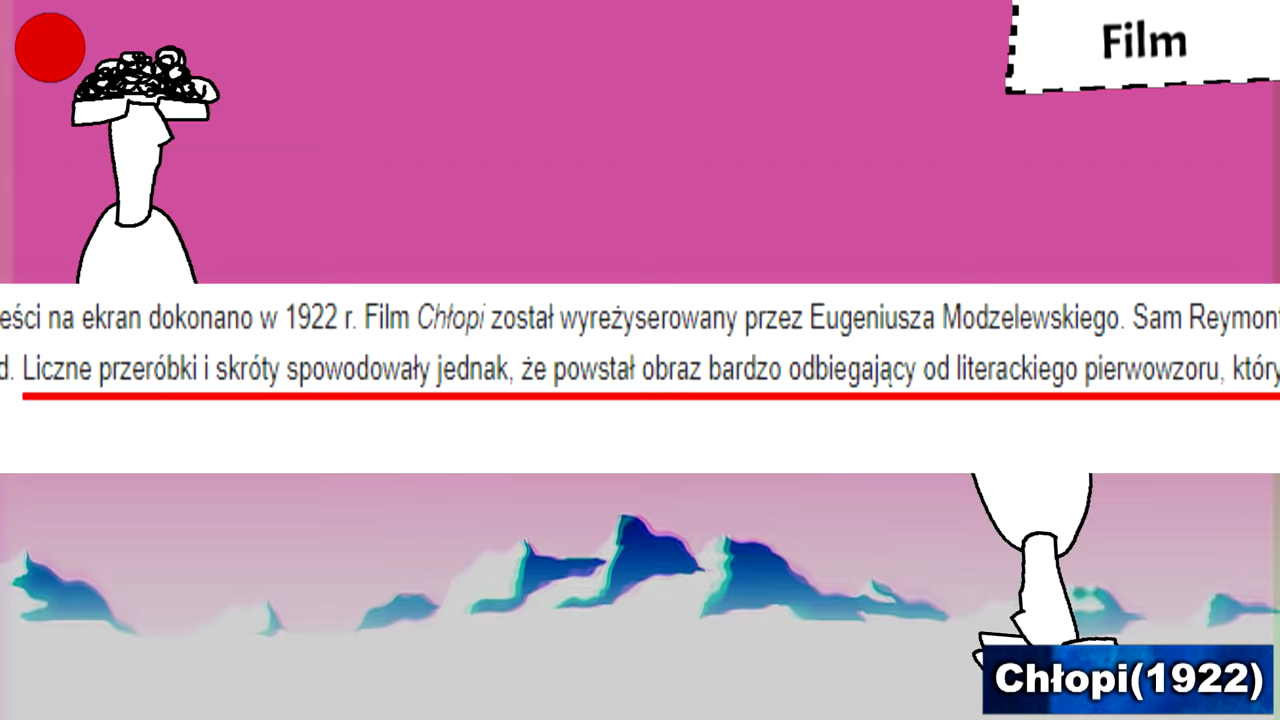 Film
eści na ekran dokonano w 1922 r. Film Chłopi został wyreżyserowany przez Eugeniusza Modzelewskiego. Sam Reymont
d. Liczne przeróbki i skróty spowodowały jednak, że powstał obraz bardzo odbiegający od literackiego pierwowzoru, który
Chłopi(1922)